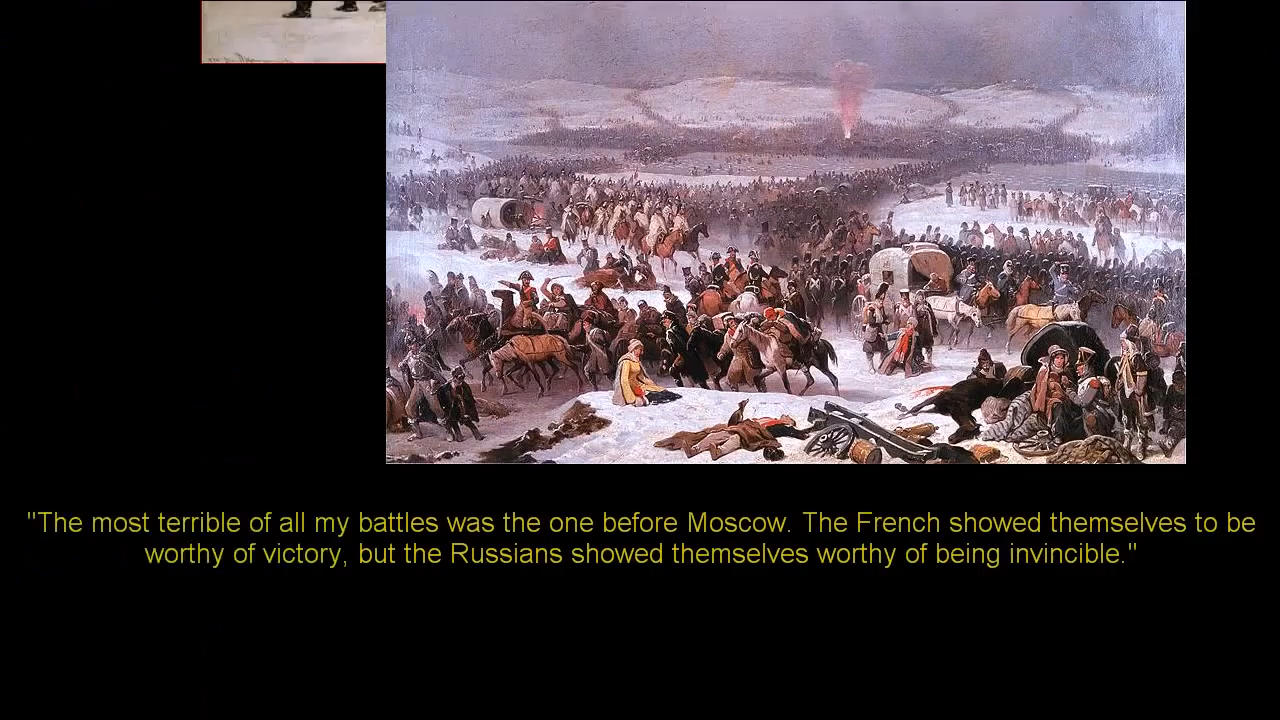 "The most terrible of all my battles was the one before Moscow. The French showed themselves to be
worthy of victory, but the Russians showed themselves worthy of being invincible."